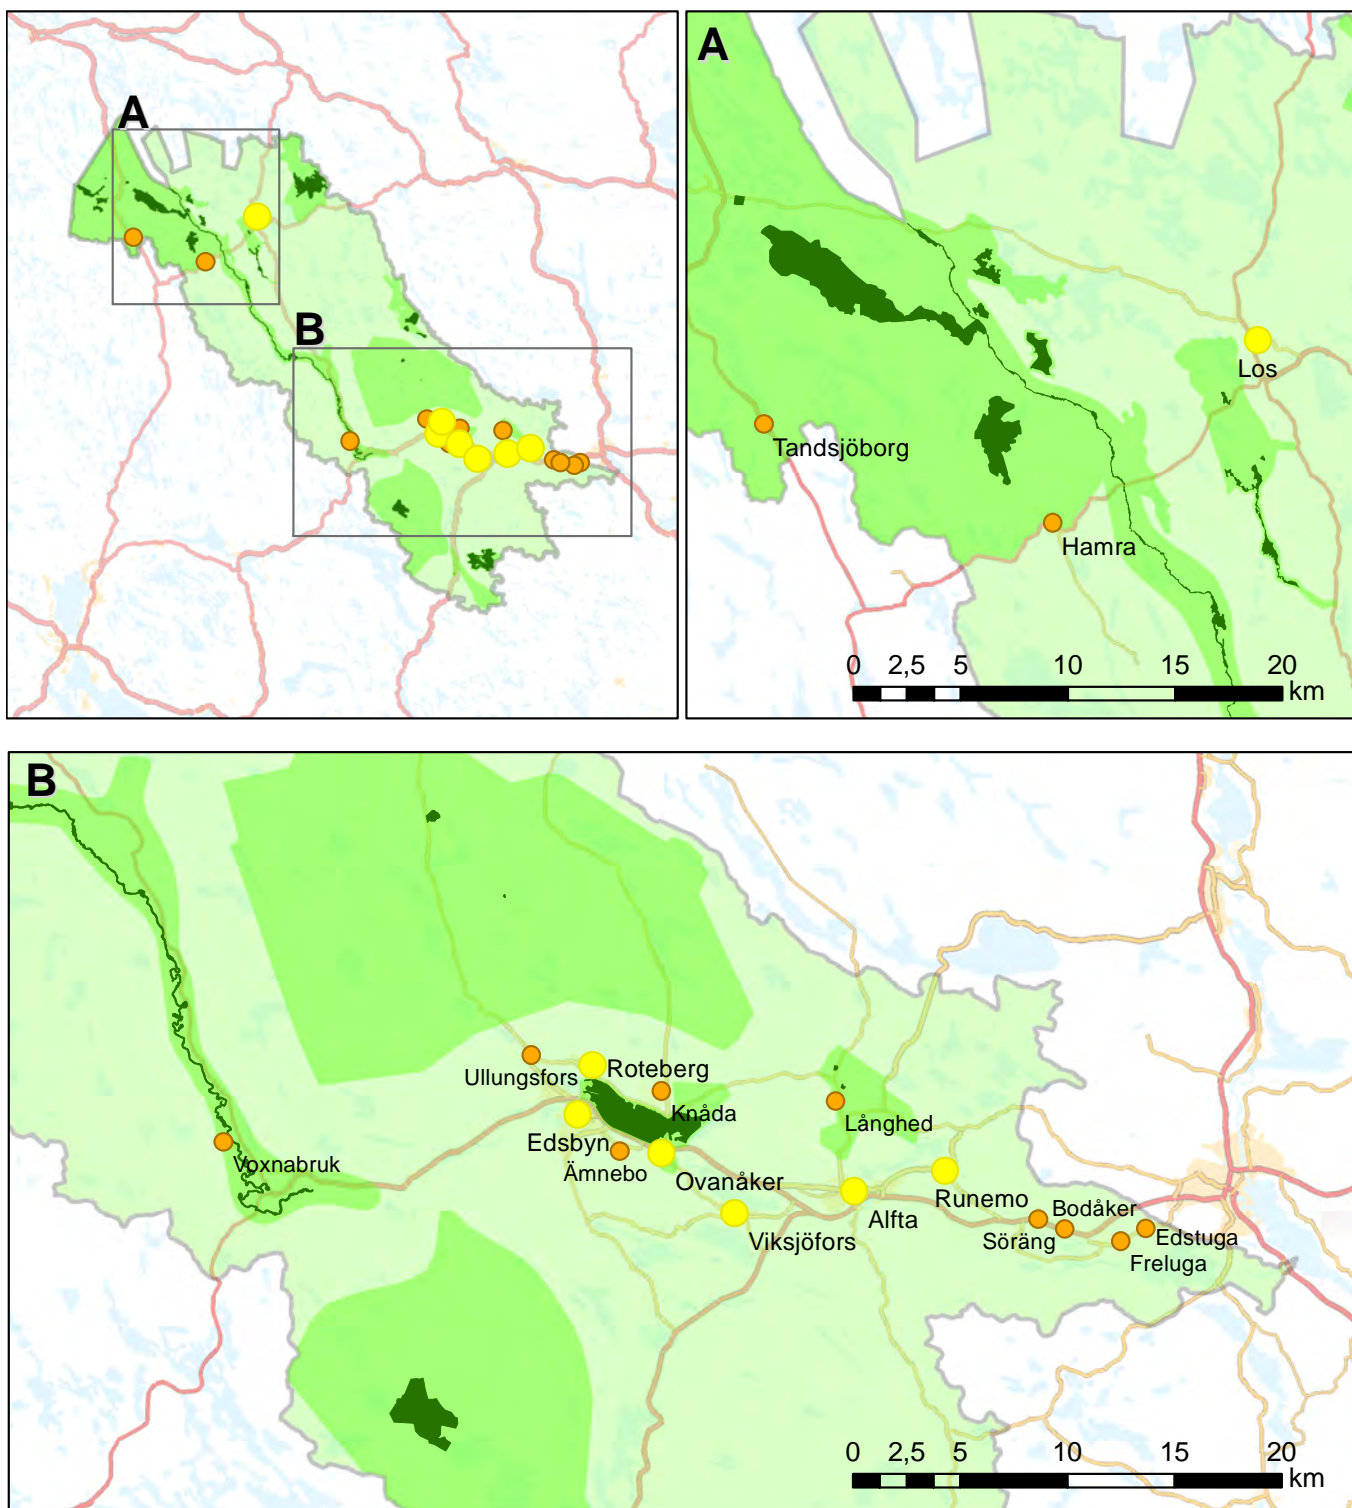 A
B
A
Los
Tandsjöborg
Hamra
0 2,5 5 10 15 20
km
B
Ullungsfors
Roteberg
Knåda
Långhed
Edsbyn
Ämnebo
Voxnabruk
Ovanåker
Runemo
Bodåker
Alfta
Viksjöfors
Söräng
Edstuga
Freluga
0 2,5 5 10 15 20
km